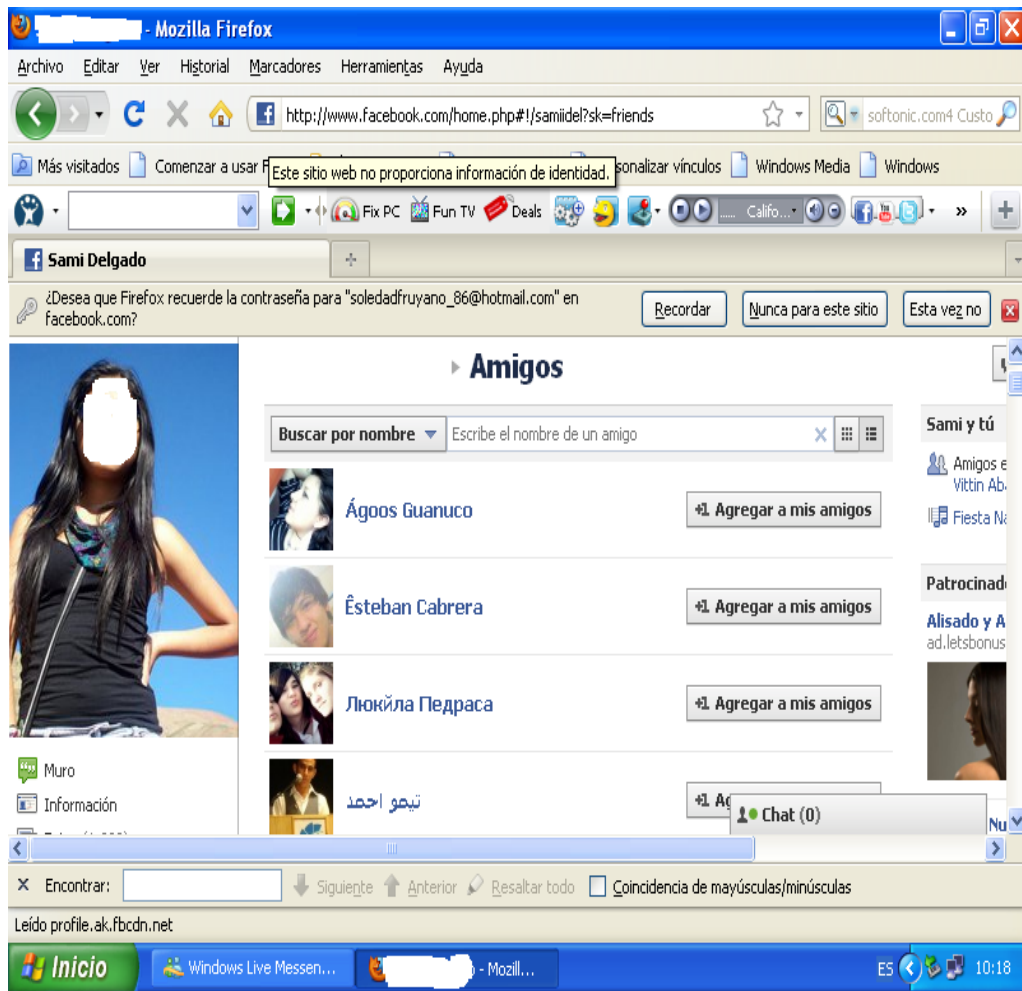 - Mozilla Firefox
Archivo Editar Ver Historial Marcadores Herramientas Ayuda
http://www.facebook.com/home.php#!/samiidel?sk=friends
softonic.com4 Custo
Más visitados Comenzar a usar F
Este sitio web no proporciona información de identidad.
sonalizar vínculos Windows Media Windows
Fix PC Fun TV Deals
Califo...
Sami Delgado
¿Desea que Firefox recuerde la contraseña para "soledadfruyano_86@hotmail.com" en
facebook.com?
Recordar Nunca para este sitio Esta vez no
Amigos
Buscar por nombre Escribe el nombre de un amigo
Ágoos Guanuco +1 Agregar a mis amigos
Êsteban Cabrera +1 Agregar a mis amigos
Люкйла Педраса +1 Agregar a mis amigos
تيمو احمد +1 Ag
Sami y tú
Amigos e
Vittin Ab
Fiesta Na
Patrocinad
Alisado y A
ad.letsbonus
Muro
Información
Chat (0)
Nu
Encontrar: Siguiente Anterior Resaltar todo Coincidencia de mayúsculas/minúsculas
Leído profile.ak.fbcdn.net
Inicio Windows Live Messen... - Mozill... ES 10:18